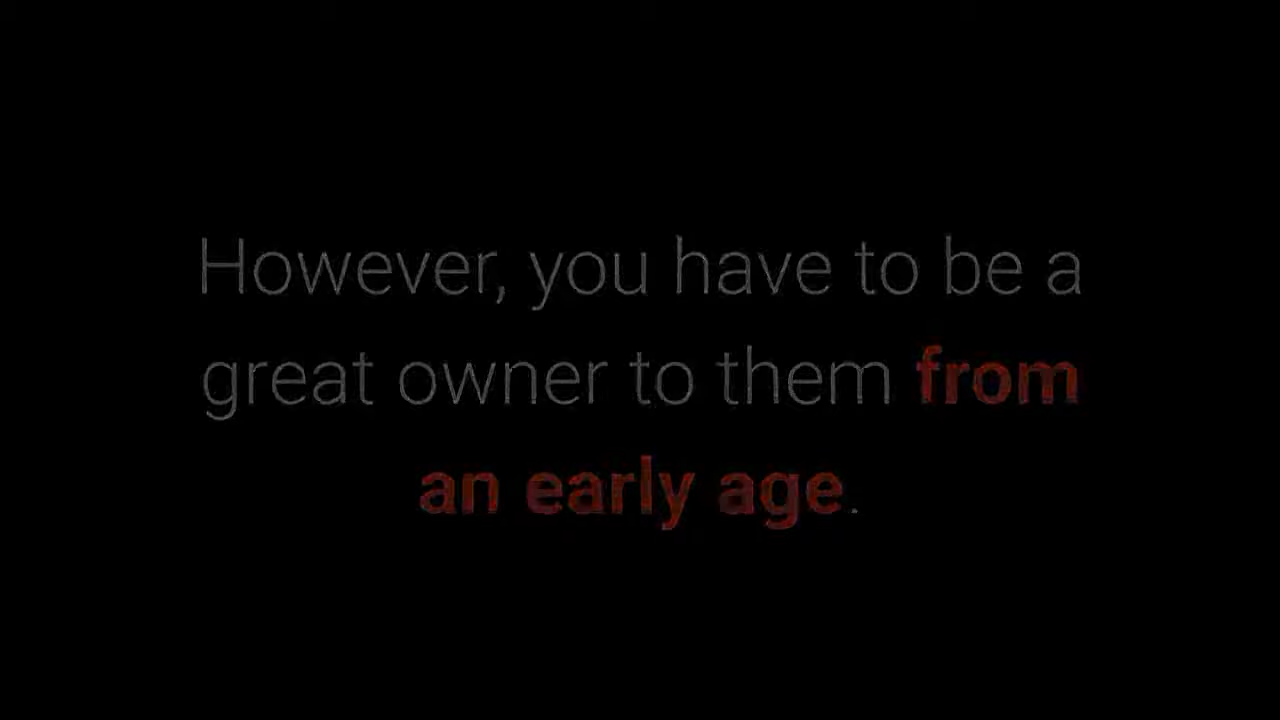 However, you have to be a
great owner to them from
an early age.